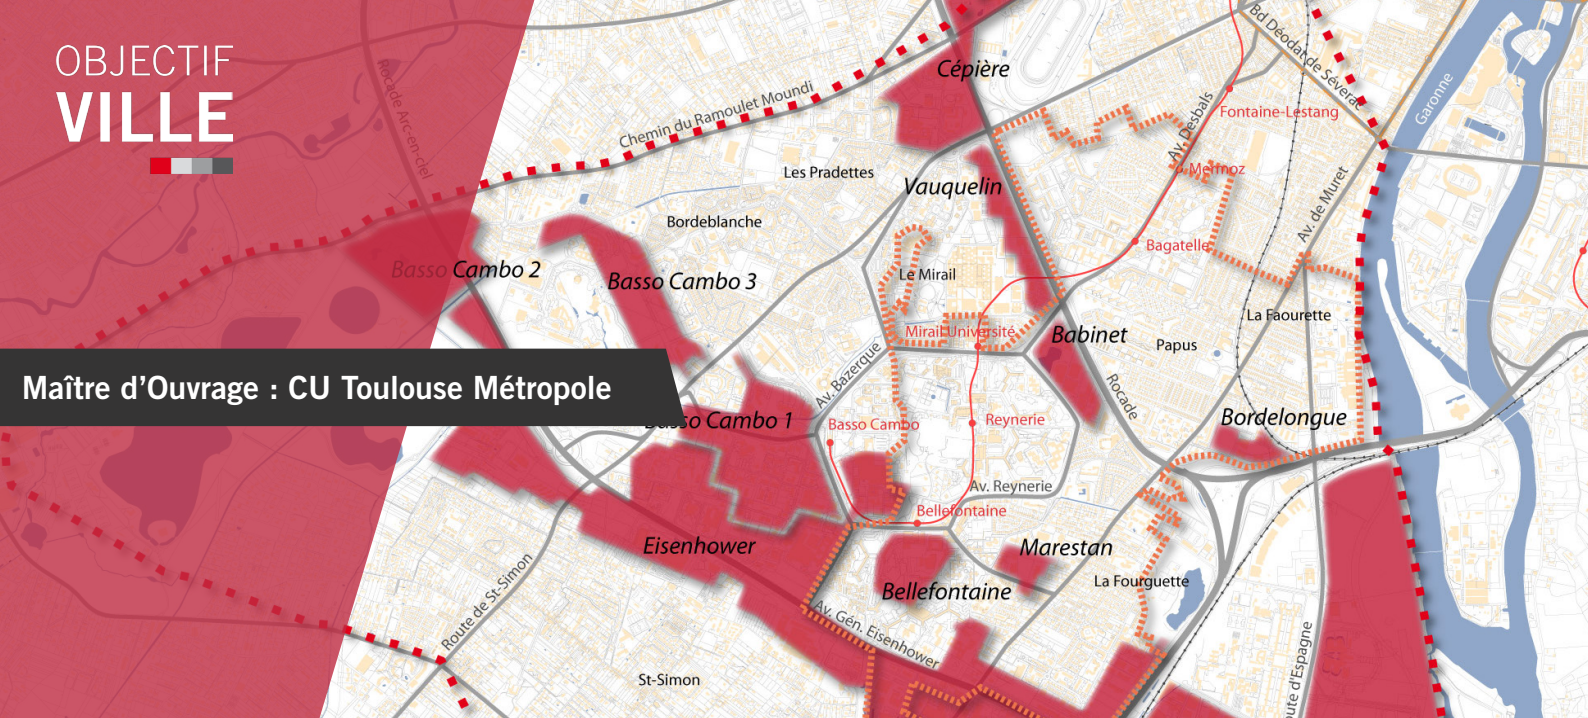 OBJECTIF
VILLE
Rocade Arc-en-ciel
Chemin du Ramoulet Moundi
Cépière
Bd Déodat de Séverac
Garonne
Fontaine-Lestang
Av. Desbals
Les Pradettes
Vauquelin
Mermoz
Bordeblanche
Av. de Muret
Bagatelle
Basso Cambo 2
Basso Cambo 3
Le Mirail
La Faourette
Mirail Université
Babinet
Papus
Maître d'Ouvrage : CU Toulouse Métropole
Av. Bazerque
Rocade
Basso Cambo 1
Basso Cambo
Reynerie
Bordelongue
Av. Reynerie
Bellefontaine
Eisenhower
Marestan
Bellefontaine
La Fourguette
Route de St-Simon
Av. Gén. Eisenhower
St-Simon
ute d'Espagne